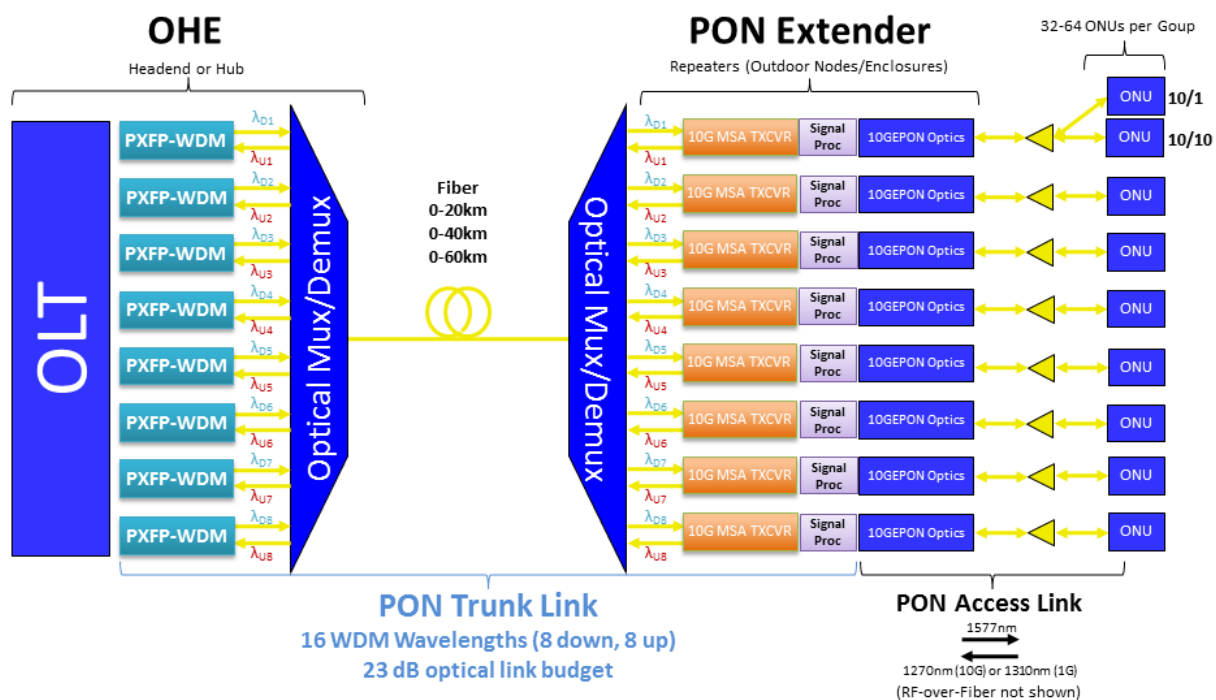 OHE
Headend or Hub
PON Extender
Repeaters (Outdoor Nodes/Enclosures)
32-64 ONUs per Goup
OLT
Optical Mux/Demux
Fiber
0-20km
0-40km
0-60km
Optical Mux/Demux
ONU 10/1
PXFP-WDM λD1 λU1 λD1 λU1 10G MSA TXCVR Signal Proc 10GEPON Optics ONU 10/10
PXFP-WDM λD2 λU2 λD2 λU2 10G MSA TXCVR Signal Proc 10GEPON Optics ONU
PXFP-WDM λD3 λU3 λD3 λU3 10G MSA TXCVR Signal Proc 10GEPON Optics ONU
PXFP-WDM λD4 λU4 λD4 λU4 10G MSA TXCVR Signal Proc 10GEPON Optics ONU
PXFP-WDM λD5 λU5 λD5 λU5 10G MSA TXCVR Signal Proc 10GEPON Optics ONU
PXFP-WDM λD6 λU6 λD6 λU6 10G MSA TXCVR Signal Proc 10GEPON Optics ONU
PXFP-WDM λD7 λU7 λD7 λU7 10G MSA TXCVR Signal Proc 10GEPON Optics ONU
PXFP-WDM λD8 λU8 λD8 λU8 10G MSA TXCVR Signal Proc 10GEPON Optics ONU
PON Trunk Link
16 WDM Wavelengths (8 down, 8 up)
23 dB optical link budget
PON Access Link
1577nm
1270nm (10G) or 1310nm (1G)
(RF-over-Fiber not shown)